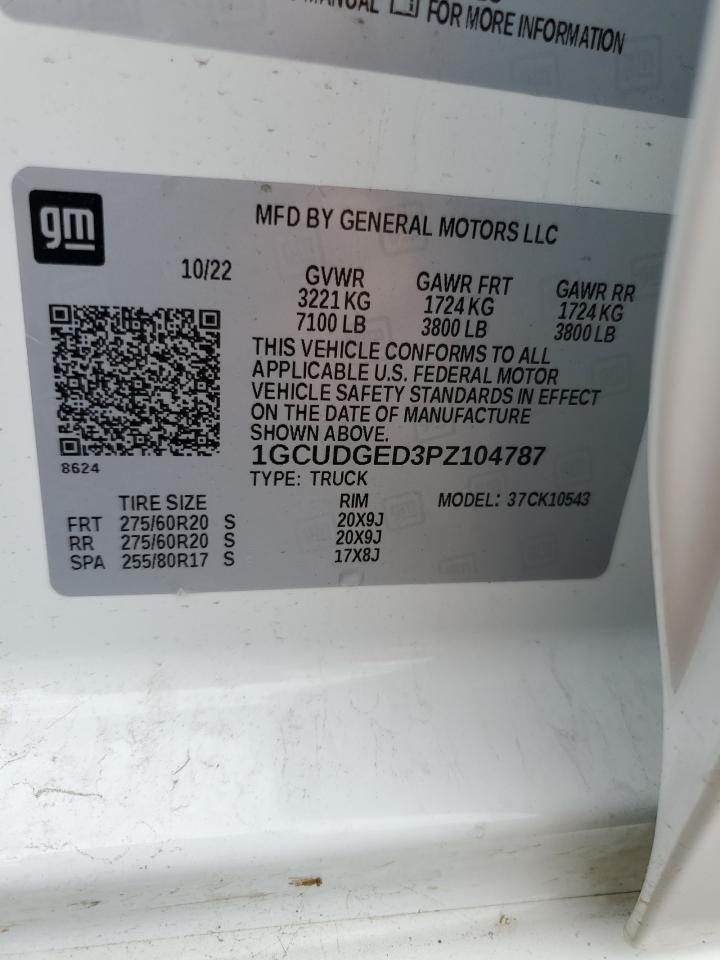 MANUAL FOR MORE INFORMATION
gm
MFD BY GENERAL MOTORS LLC
10/22 GVWR GAWR FRT GAWR RR
3221 KG 1724 KG 1724 KG
7100 LB 3800 LB 3800 LB
THIS VEHICLE CONFORMS TO ALL
APPLICABLE U.S. FEDERAL MOTOR
VEHICLE SAFETY STANDARDS IN EFFECT
ON THE DATE OF MANUFACTURE
SHOWN ABOVE.
1GCUDGED3PZ104787
8624
TYPE: TRUCK
TIRE SIZE RIM MODEL: 37CK10543
FRT 275/60R20 S 20X9J
RR 275/60R20 S 20X9J
SPA 255/80R17 S 17X8J